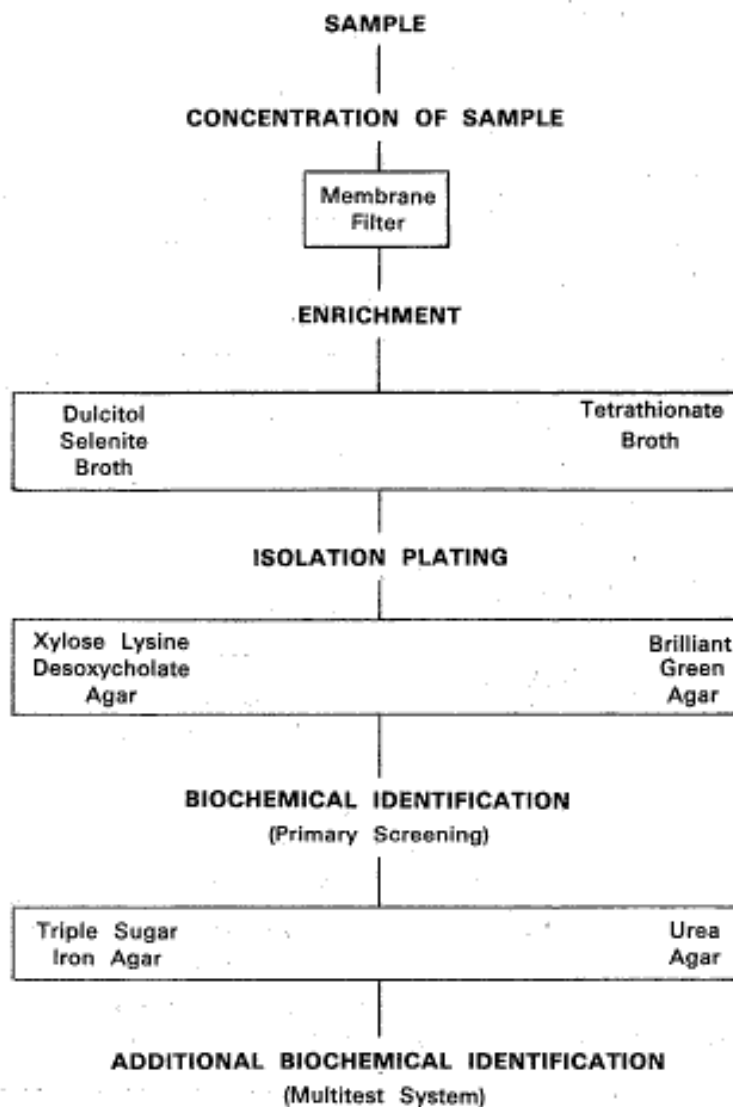 SAMPLE
CONCENTRATION OF SAMPLE
Membrane
Filter
ENRICHMENT
Dulcitol
Selenite
Broth
Tetrathionate
Broth
ISOLATION PLATING
Xylose Lysine
Desoxycholate
Agar
Brilliant
Green
Agar
BIOCHEMICAL IDENTIFICATION
(Primary Screening)
Triple Sugar
Iron Agar
Urea
Agar
ADDITIONAL BIOCHEMICAL IDENTIFICATION
(Multitest System)